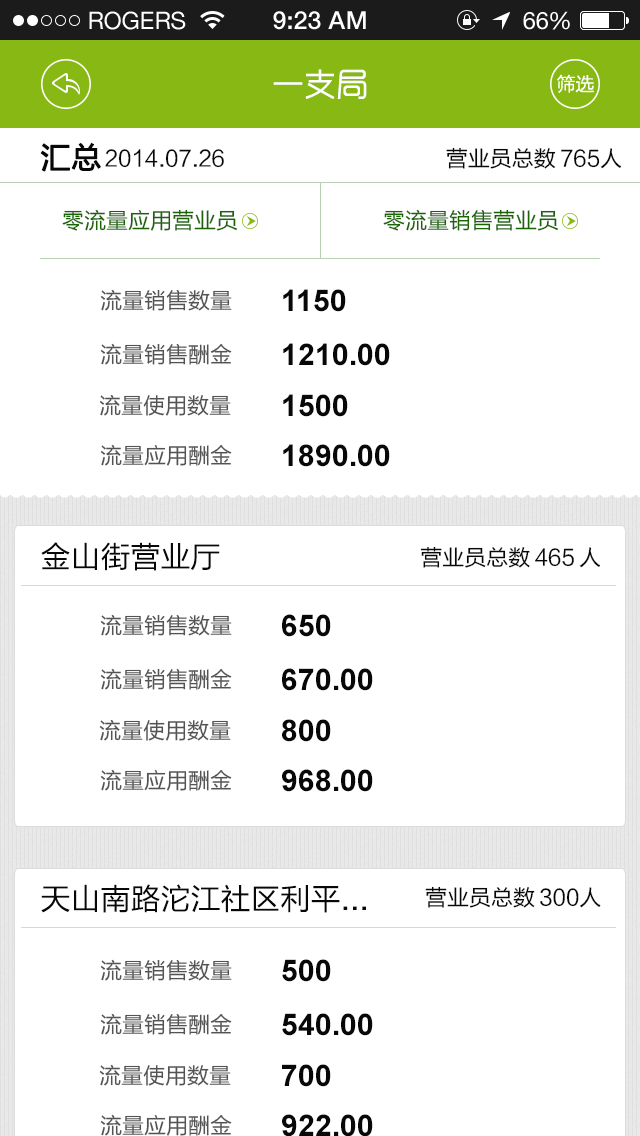 ROGERS 9:23 AM 66%
一支局
筛选
汇总 2014.07.26 营业员总数 765人
零流量应用营业员 零流量销售营业员
流量销售数量 1150
流量销售酬金 1210.00
流量使用数量 1500
流量应用酬金 1890.00
金山街营业厅 营业员总数 465 人
流量销售数量 650
流量销售酬金 670.00
流量使用数量 800
流量应用酬金 968.00
天山南路沱江社区利平... 营业员总数 300人
流量销售数量 500
流量销售酬金 540.00
流量使用数量 700
流量应用酬金 922.00